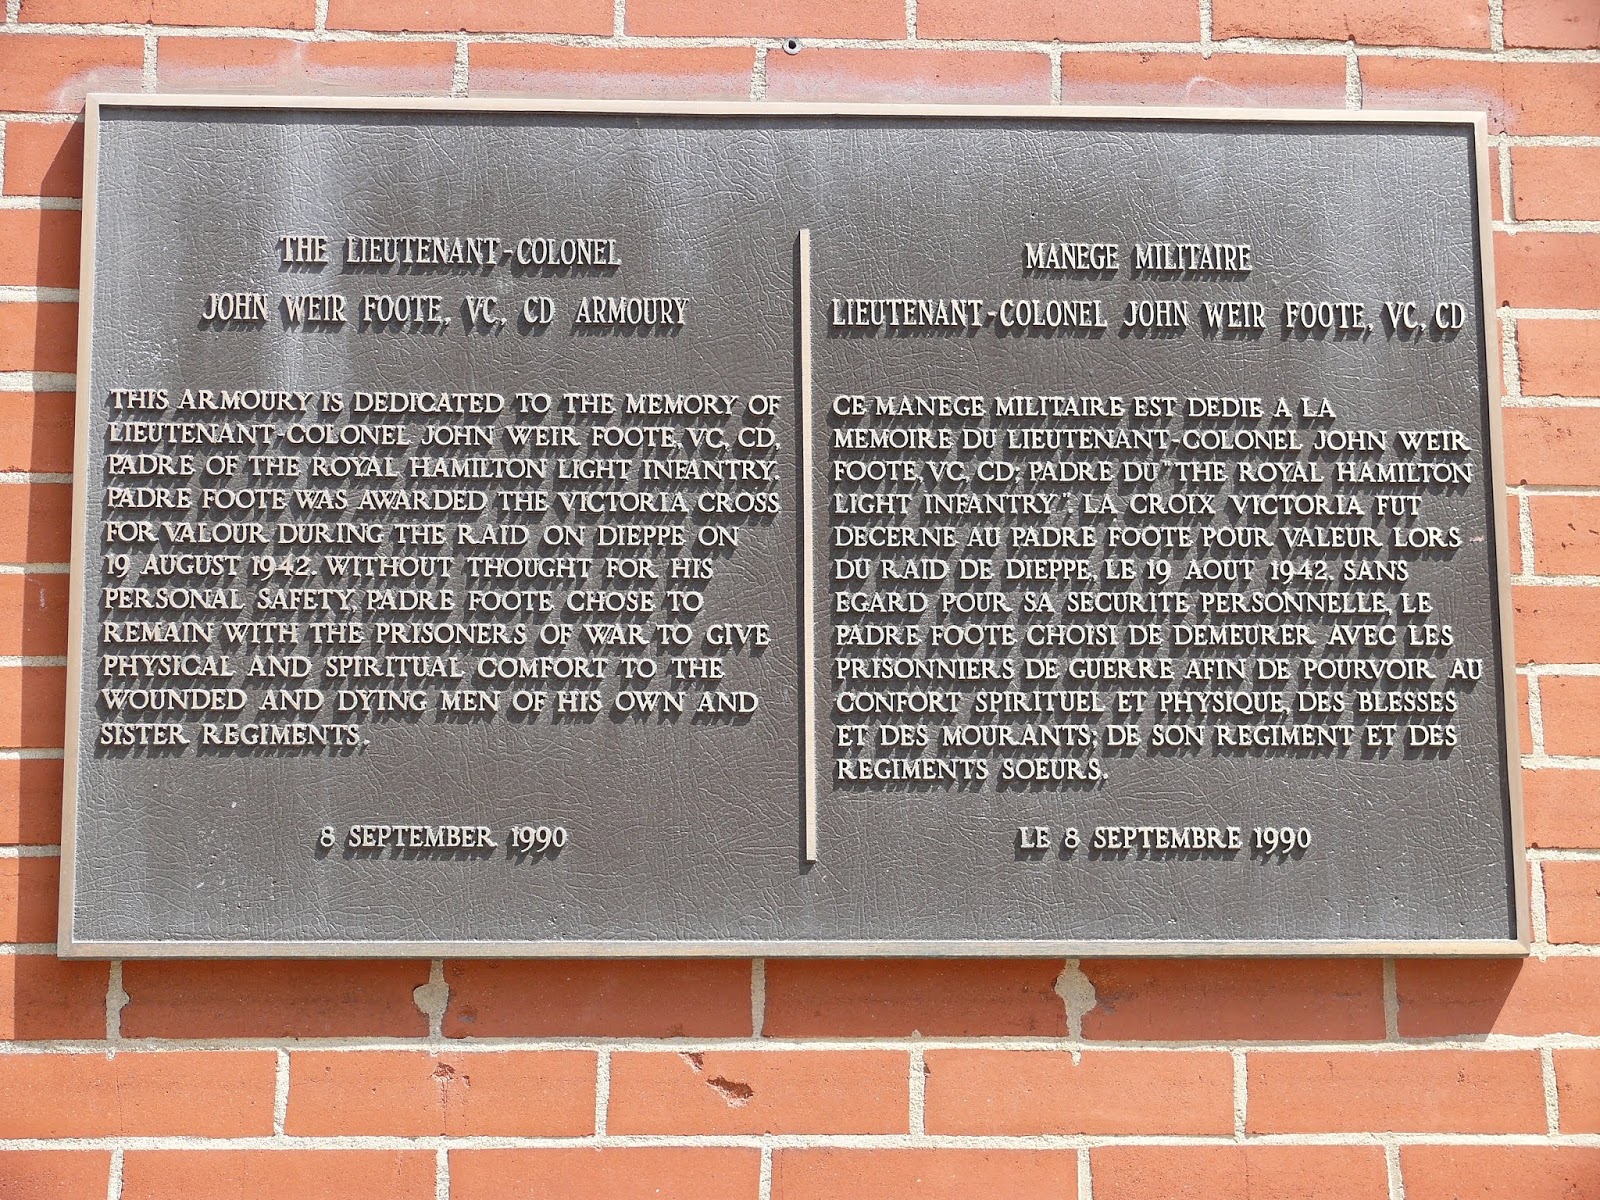 THE LIEUTENANT-COLONEL
JOHN WEIR FOOTE, VC, CD ARMOURY
THIS ARMOURY IS DEDICATED TO THE MEMORY OF
LIEUTENANT-COLONEL JOHN WEIR FOOTE, VC, CD,
PADRE OF THE ROYAL HAMILTON LIGHT INFANTRY.
PADRE FOOTE WAS AWARDED THE VICTORIA CROSS
FOR VALOUR DURING THE RAID ON DIEPPE ON
19 AUGUST 1942. WITHOUT THOUGHT FOR HIS
PERSONAL SAFETY, PADRE FOOTE CHOSE TO
REMAIN WITH THE PRISONERS OF WAR TO GIVE
PHYSICAL AND SPIRITUAL COMFORT TO THE
WOUNDED AND DYING MEN OF HIS OWN AND
SISTER REGIMENTS.
8 SEPTEMBER 1990
MANEGE MILITAIRE
LIEUTENANT-COLONEL JOHN WEIR FOOTE, VC, CD
CE MANEGE MILITAIRE EST DEDIE A LA
MEMOIRE DU LIEUTENANT-COLONEL JOHN WEIR
FOOTE, VC, CD; PADRE DU "THE ROYAL HAMILTON
LIGHT INFANTRY". LA CROIX VICTORIA FUT
DECERNE AU PADRE FOOTE POUR VALEUR LORS
DU RAID DE DIEPPE, LE 19 AOUT 1942. SANS
EGARD POUR SA SECURITE PERSONNELLE, LE
PADRE FOOTE CHOISI DE DEMEURER AVEC LES
PRISONNIERS DE GUERRE AFIN DE POURVOIR AU
CONFORT SPIRITUEL ET PHYSIQUE, DES BLESSES
ET DES MOURANTS; DE SON REGIMENT ET DES
REGIMENTS SOEURS.
LE 8 SEPTEMBRE 1990